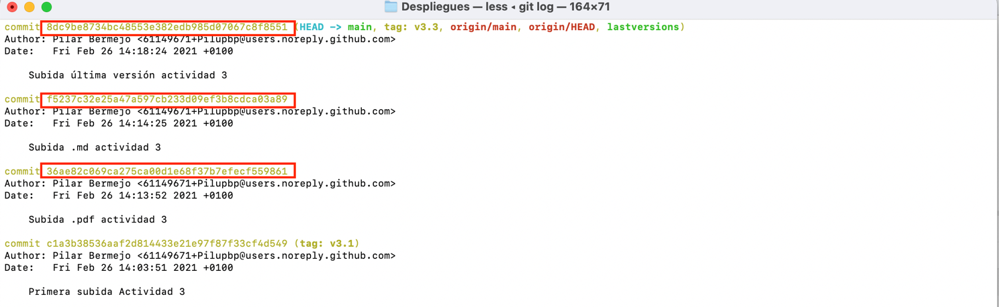 Despliegues — less ◂ git log — 164×71
commit 8dc9be8734bc48553e382edb985d07067c8f8551 (HEAD -> main, tag: v3.3, origin/main, origin/HEAD, lastversions)
Author: Pilar Bermejo <61149671+Pilupbp@users.noreply.github.com>
Date:   Fri Feb 26 14:18:24 2021 +0100
Subida última versión actividad 3
commit f5237c32e25a47a597cb233d09ef3b8cdca03a89
Author: Pilar Bermejo <61149671+Pilupbp@users.noreply.github.com>
Date:   Fri Feb 26 14:14:25 2021 +0100
Subida .md actividad 3
commit 36ae82c069ca275ca00d1e68f37b7efecf559861
Author: Pilar Bermejo <61149671+Pilupbp@users.noreply.github.com>
Date:   Fri Feb 26 14:13:52 2021 +0100
Subida .pdf actividad 3
commit c1a3b38536aaf2d814433e21e97f87f33cf4d549 (tag: v3.1)
Author: Pilar Bermejo <61149671+Pilupbp@users.noreply.github.com>
Date:   Fri Feb 26 14:03:51 2021 +0100
Primera subida Actividad 3